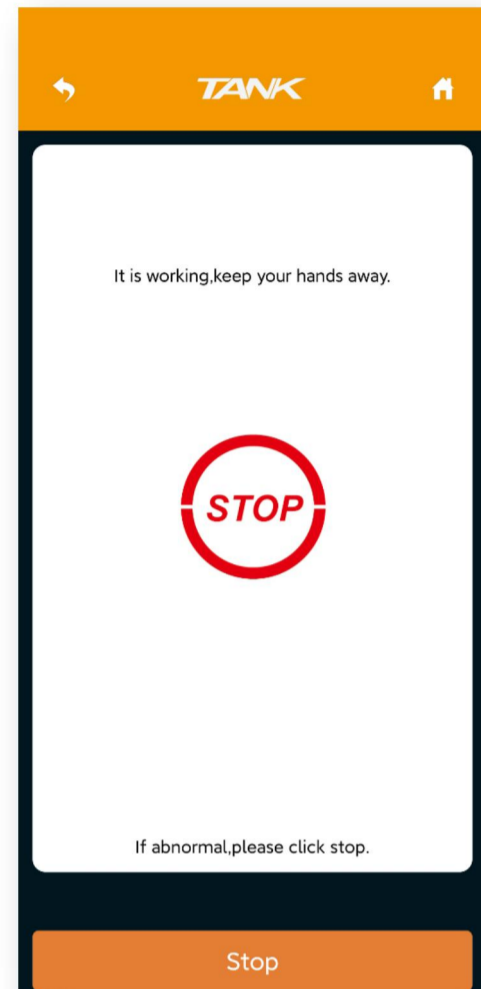 TANK
It is working,keep your hands away.
STOP
If abnormal,please click stop.
Stop